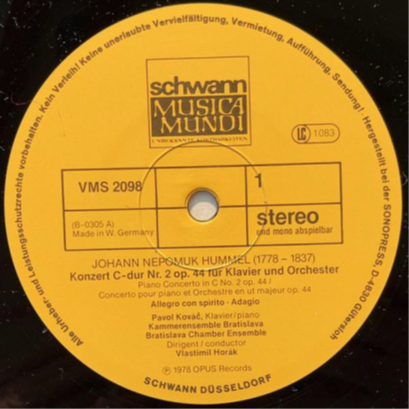 Alle Urheber- und Leistungsschutzrechte vorbehalten. Kein Verleih! Keine unerlaubte Vervielfältigung, Vermietung, Aufführung, Sendung! Hergestellt bei der SONOPRESS, D-4830 Gütersloh
schwann
MUSICA
MUNDI
LC 1083
VMS 2098
1
(B-0305 A)
Made in W. Germany
stereo
und mono abspielbar
JOHANN NEPOMUK HUMMEL (1778 – 1837)
Konzert C-dur Nr. 2 op. 44 für Klavier und Orchester
Piano Concerto in C No 2 op. 44 /
Concerto pour piano et Orchestre en ut majeur op. 44
Allegro con spirito · Adagio
Pavol Kováč, Klavier/piano
Kammerensemble Bratislava
Bratislava Chamber Ensemble
Dirigent / conductor
Vlastimil Horák
℗ 1978 OPUS Records
SCHWANN DÜSSELDORF